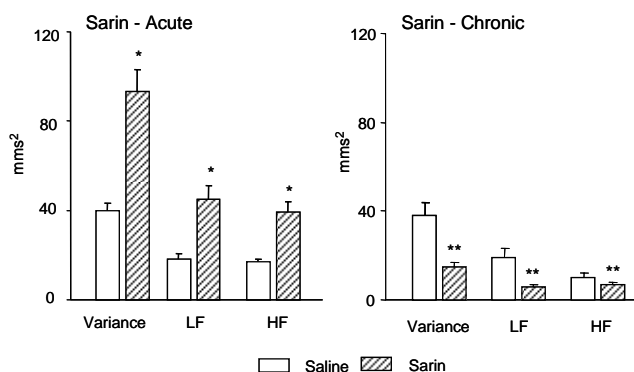 Sarin - Acute
120
80
40
0
mms²
*
*
*
Variance LF HF
Sarin - Chronic
120
80
40
0
mms²
**
**
**
Variance LF HF
Saline Sarin